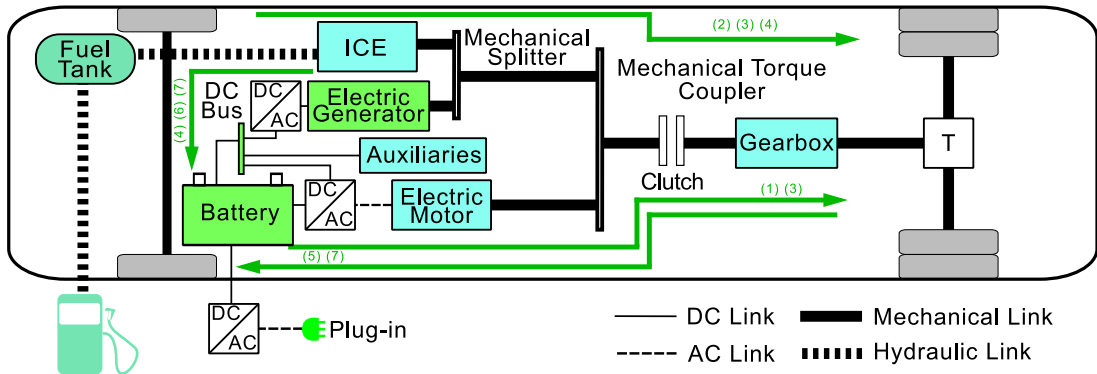 (2) (3) (4)
Fuel
Tank
ICE
Mechanical
Splitter
Mechanical Torque
Coupler
DC
Bus
DC
AC
Electric
Generator
(4) (6) (7)
Auxiliaries
Gearbox
T
Clutch
Battery
DC
AC
Electric
Motor
(1) (3)
(5) (7)
DC
AC
Plug-in
DC Link
Mechanical Link
AC Link
Hydraulic Link